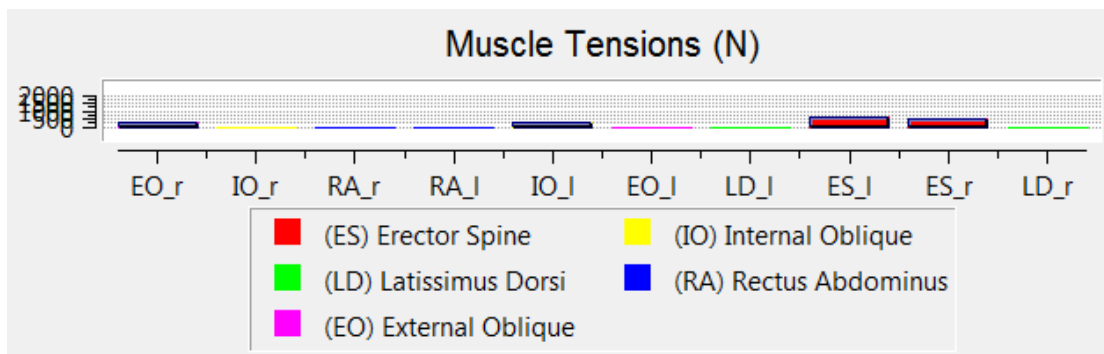 Muscle Tensions (N)
2000
500
0
EO_r IO_r RA_r RA_l IO_l EO_l LD_l ES_l ES_r LD_r
(ES) Erector Spine (IO) Internal Oblique
(LD) Latissimus Dorsi (RA) Rectus Abdominus
(EO) External Oblique